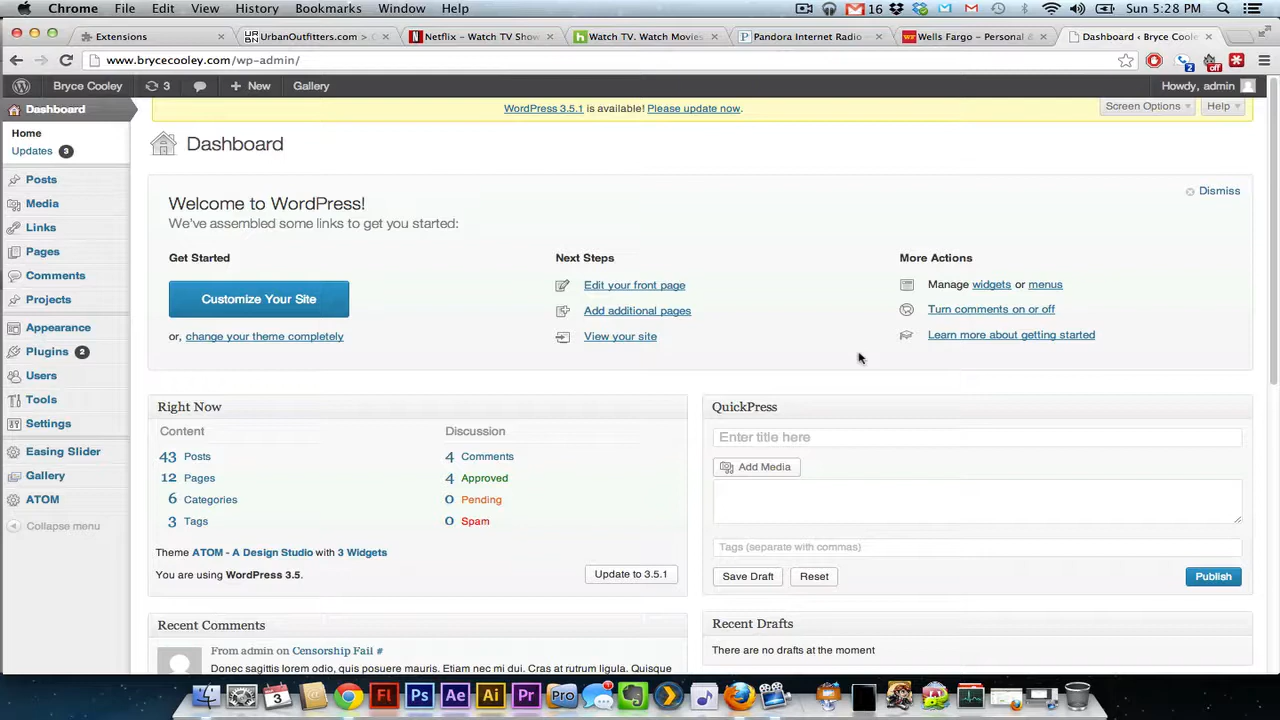 Chrome File Edit View History Bookmarks Window Help 16 Sun 5:28 PM
Extensions UrbanOutfitters.com > C Netflix - Watch TV Show Watch TV. Watch Movies. Pandora Internet Radio – Wells Fargo – Personal & Dashboard ‹ Bryce Coole
www.brycecooley.com/wp-admin/ 2 off
Bryce Cooley 3 + New Gallery Howdy, admin
Dashboard
Home
Updates 3
Posts
Media
Links
Pages
Comments
Projects
Appearance
Plugins 2
Users
Tools
Settings
Easing Slider
Gallery
ATOM
Collapse menu
WordPress 3.5.1 is available! Please update now.
Screen Options Help
Dashboard
Dismiss
Welcome to WordPress!
We've assembled some links to get you started:
Get Started
Customize Your Site
or, change your theme completely
Next Steps
Edit your front page
Add additional pages
View your site
More Actions
Manage widgets or menus
Turn comments on or off
Learn more about getting started
Right Now
Content
43 Posts
12 Pages
6 Categories
3 Tags
Discussion
4 Comments
4 Approved
0 Pending
0 Spam
Theme ATOM - A Design Studio with 3 Widgets
You are using WordPress 3.5.
Update to 3.5.1
QuickPress
Enter title here
Add Media
Tags (separate with commas)
Save Draft Reset Publish
Recent Comments
From admin on Censorship Fail #
Donec sagittis lorem odio, quis posuere mauris. Etiam nec mi dui. Cras at rutrum ligula. Quisque
Recent Drafts
There are no drafts at the moment
3 Fl Ps Ae Ai Pr Pro